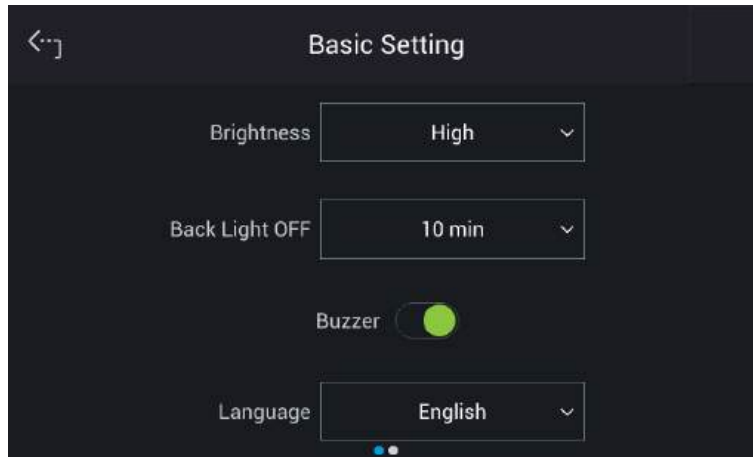 Basic Setting
Brightness High
Back Light OFF 10 min
Buzzer
Language English